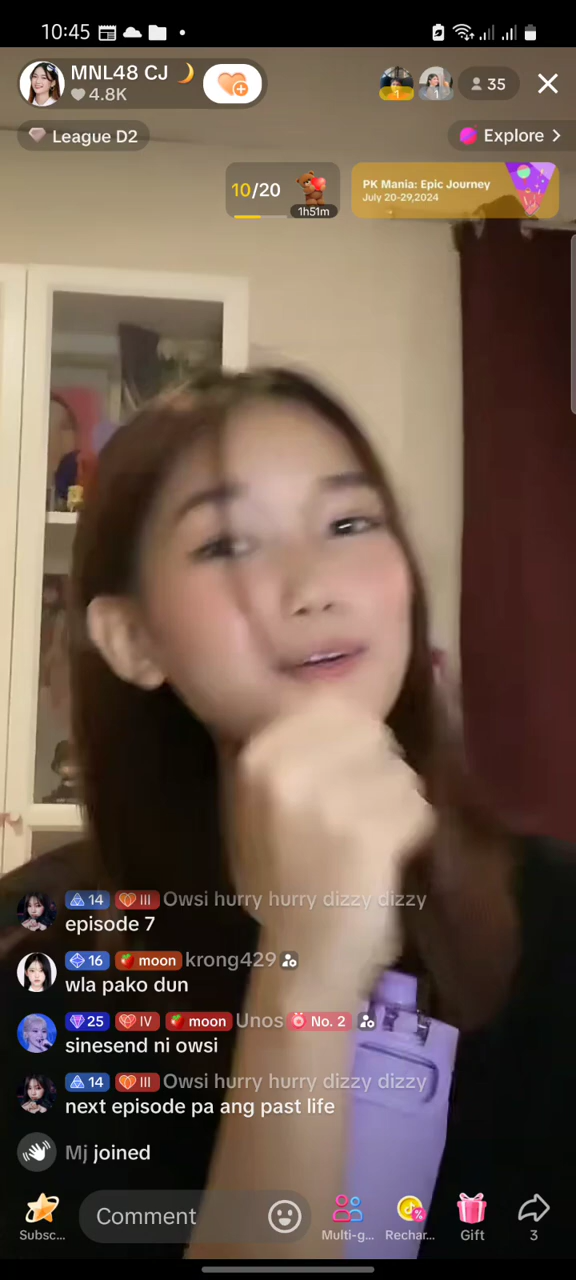 10:45
MNL48 CJ 🌙
4.8K
1
1
35
League D2
Explore >
10/20
1h51m
PK Mania: Epic Journey
July 20-29,2024
14 III Owsi hurry hurry dizzy dizzy
episode 7
16 moon krong429
wla pako dun
25 IV moon Unos No. 2
sinesend ni owsi
14 III Owsi hurry hurry dizzy dizzy
next episode pa ang past life
Mj joined
Comment
Subsc...
Multi-g...
Rechar...
Gift
3